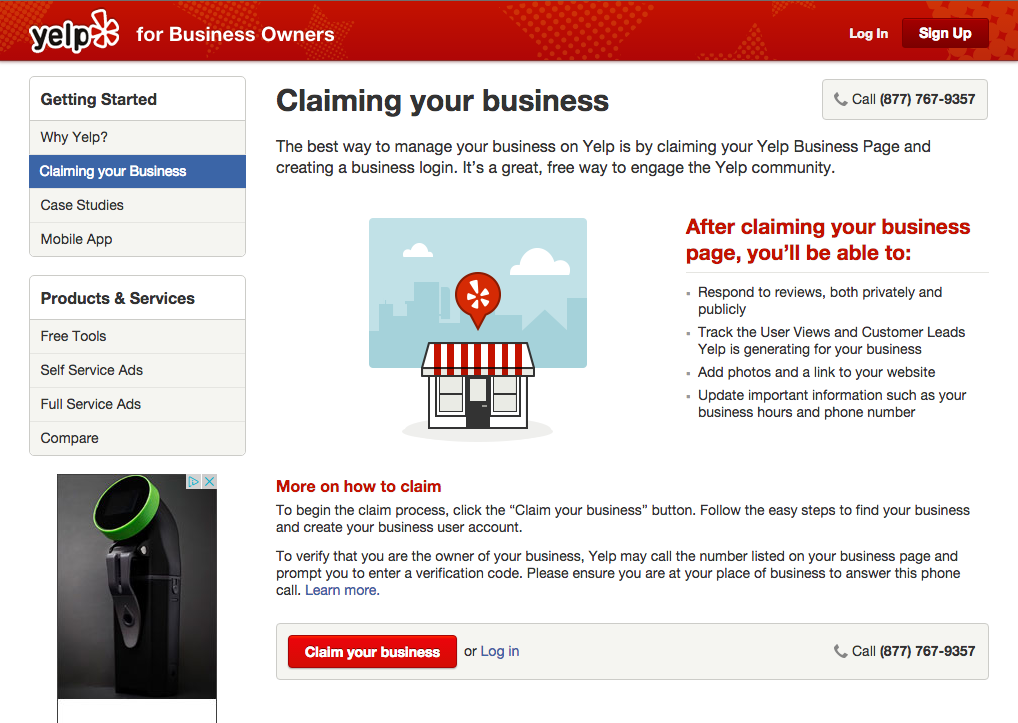 yelp for Business Owners
Log In
Sign Up
Getting Started
Why Yelp?
Claiming your Business
Case Studies
Mobile App
Products & Services
Free Tools
Self Service Ads
Full Service Ads
Compare
Claiming your business
Call (877) 767-9357
The best way to manage your business on Yelp is by claiming your Yelp Business Page and
creating a business login. It’s a great, free way to engage the Yelp community.
After claiming your business
page, you’ll be able to:
Respond to reviews, both privately and
publicly
Track the User Views and Customer Leads
Yelp is generating for your business
Add photos and a link to your website
Update important information such as your
business hours and phone number
More on how to claim
To begin the claim process, click the “Claim your business” button. Follow the easy steps to find your business
and create your business user account.
To verify that you are the owner of your business, Yelp may call the number listed on your business page and
prompt you to enter a verification code. Please ensure you are at your place of business to answer this phone
call. Learn more.
Claim your business or Log in
Call (877) 767-9357